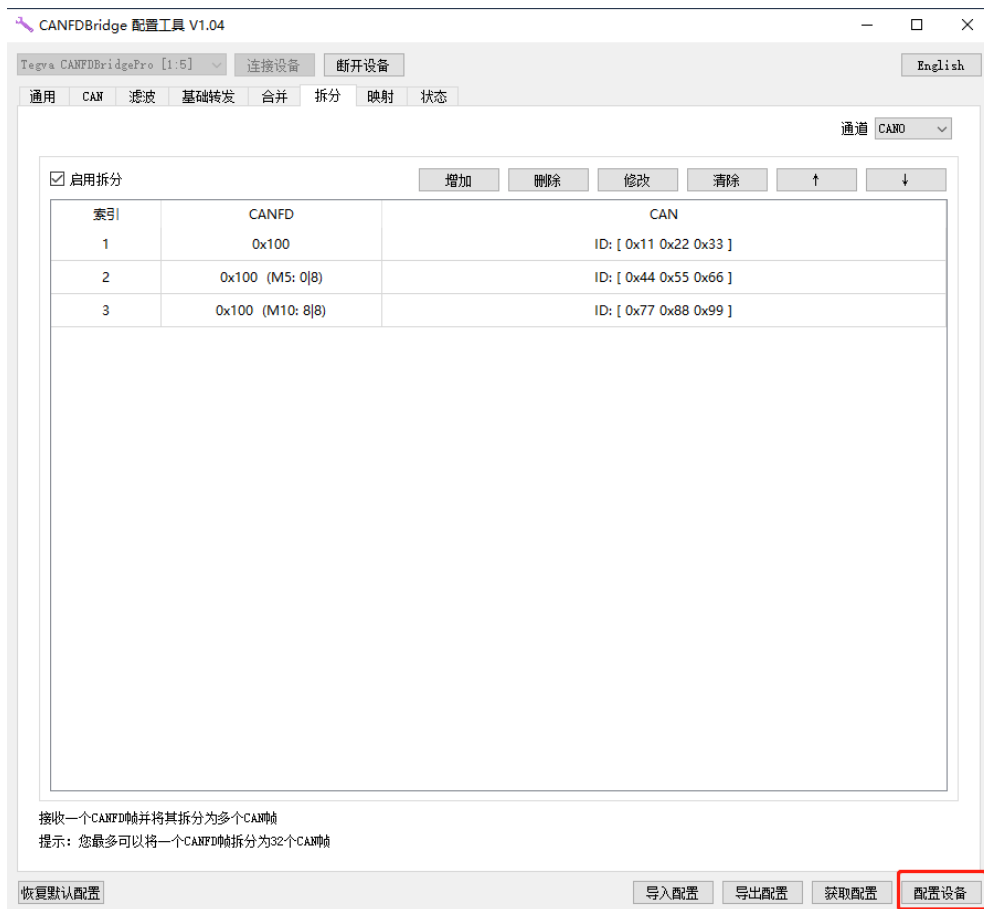 CANFDBridge 配置工具 V1.04
Tegva CANFDBridgePro [1:5] 连接设备 断开设备 English
通用 CAN 滤波 基础转发 合并 拆分 映射 状态
通道 CAN0
启用拆分 增加 删除 修改 清除 ↑ ↓
索引 CANFD CAN
1 0x100 ID: [ 0x11 0x22 0x33 ]
2 0x100 (M5: 0|8) ID: [ 0x44 0x55 0x66 ]
3 0x100 (M10: 8|8) ID: [ 0x77 0x88 0x99 ]
接收一个CANFD帧并将其拆分为多个CAN帧
提示：您最多可以将一个CANFD帧拆分为32个CAN帧
恢复默认配置 导入配置 导出配置 获取配置 配置设备